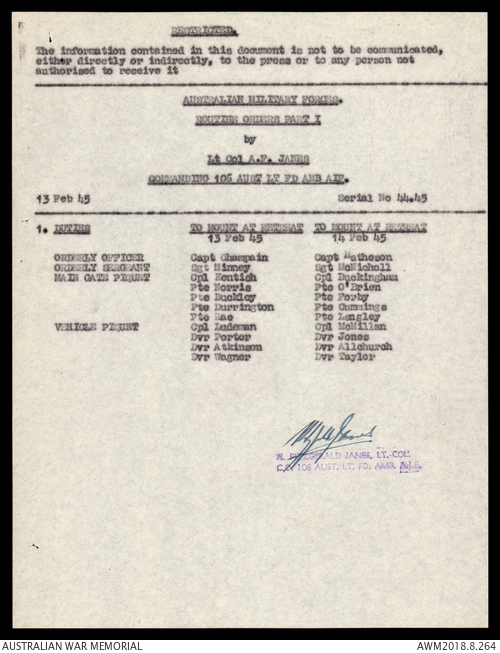 RESTRICTED.
The information contained in this document is not to be communicated,
either directly or indirectly, to the press or to any person not
authorised to receive it
AUSTRALIAN MILITARY FORCES.
ROUTINE ORDERS PART I
by
Lt Col A.F. JANES
COMMANDING 106 AUST LT FD AMB AIF.
13 Feb 45 Serial No 44.45
1. DUTIES TO MOUNT AT RETREAT TO MOUNT AT RETREAT
13 Feb 45 14 Feb 45
ORDERLY OFFICER Capt Champain Capt Matheson
ORDERLY SERGEANT Sgt Minney Sgt McNicholl
MAIN GATE PIQUET Cpl Kentish Cpl Buckingham
Pte Norris Pte O'Brien
Pte Buckley Pte Forby
Pte Durrington Pte Cummings
Pte Rae Pte Langley
VEHICLE PIQUET Cpl Ludeman Cpl McMillan
Dvr Porter Dvr Jones
Dvr Atkinson Dvr Allchurch
Dvr Wagner Dvr Taylor
W. FITZGERALD JANES, LT.-COL.
C.O. 106 AUST. LT. FD. AMB. A.I.F.
AUSTRALIAN WAR MEMORIAL AWM2018.8.264